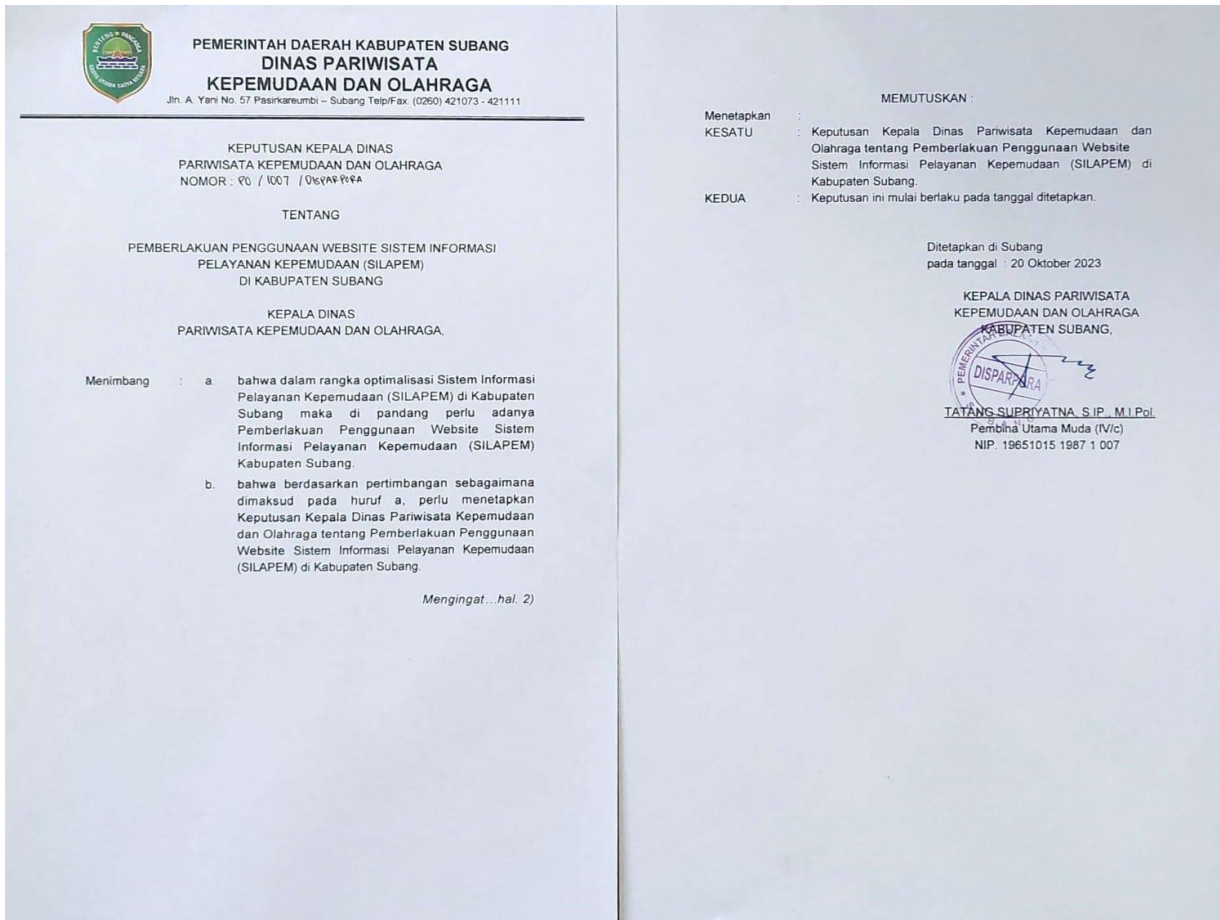 BENTENG PANCASILA
KARYA UTAMA SATYA NEGARA
PEMERINTAH DAERAH KABUPATEN SUBANG
DINAS PARIWISATA
KEPEMUDAAN DAN OLAHRAGA
Jln. A. Yani No. 57 Pasirkareumbi – Subang Telp/Fax. (0260) 421073 - 421111
KEPUTUSAN KEPALA DINAS
PARIWISATA KEPEMUDAAN DAN OLAHRAGA
NOMOR : PO / 1007 / DISPARPORA
TENTANG
PEMBERLAKUAN PENGGUNAAN WEBSITE SISTEM INFORMASI
PELAYANAN KEPEMUDAAN (SILAPEM)
DI KABUPATEN SUBANG
KEPALA DINAS
PARIWISATA KEPEMUDAAN DAN OLAHRAGA,
Menimbang : a. bahwa dalam rangka optimalisasi Sistem Informasi
Pelayanan Kepemudaan (SILAPEM) di Kabupaten
Subang maka di pandang perlu adanya
Pemberlakuan Penggunaan Website Sistem
Informasi Pelayanan Kepemudaan (SILAPEM)
Kabupaten Subang.
b. bahwa berdasarkan pertimbangan sebagaimana
dimaksud pada huruf a, perlu menetapkan
Keputusan Kepala Dinas Pariwisata Kepemudaan
dan Olahraga tentang Pemberlakuan Penggunaan
Website Sistem Informasi Pelayanan Kepemudaan
(SILAPEM) di Kabupaten Subang.
Mengingat...hal. 2)
MEMUTUSKAN :
Menetapkan :
KESATU : Keputusan Kepala Dinas Pariwisata Kepemudaan dan
Olahraga tentang Pemberlakuan Penggunaan Website
Sistem Informasi Pelayanan Kepemudaan (SILAPEM) di
Kabupaten Subang.
KEDUA : Keputusan ini mulai berlaku pada tanggal ditetapkan.
Ditetapkan di Subang
pada tanggal : 20 Oktober 2023
KEPALA DINAS PARIWISATA
KEPEMUDAAN DAN OLAHRAGA
KABUPATEN SUBANG,
PEMERINTAH
DISPARPORA
TATANG SUPRIYATNA, S.IP., M.I.Pol.
Pembina Utama Muda (IV/c)
NIP. 19651015 1987 1 007